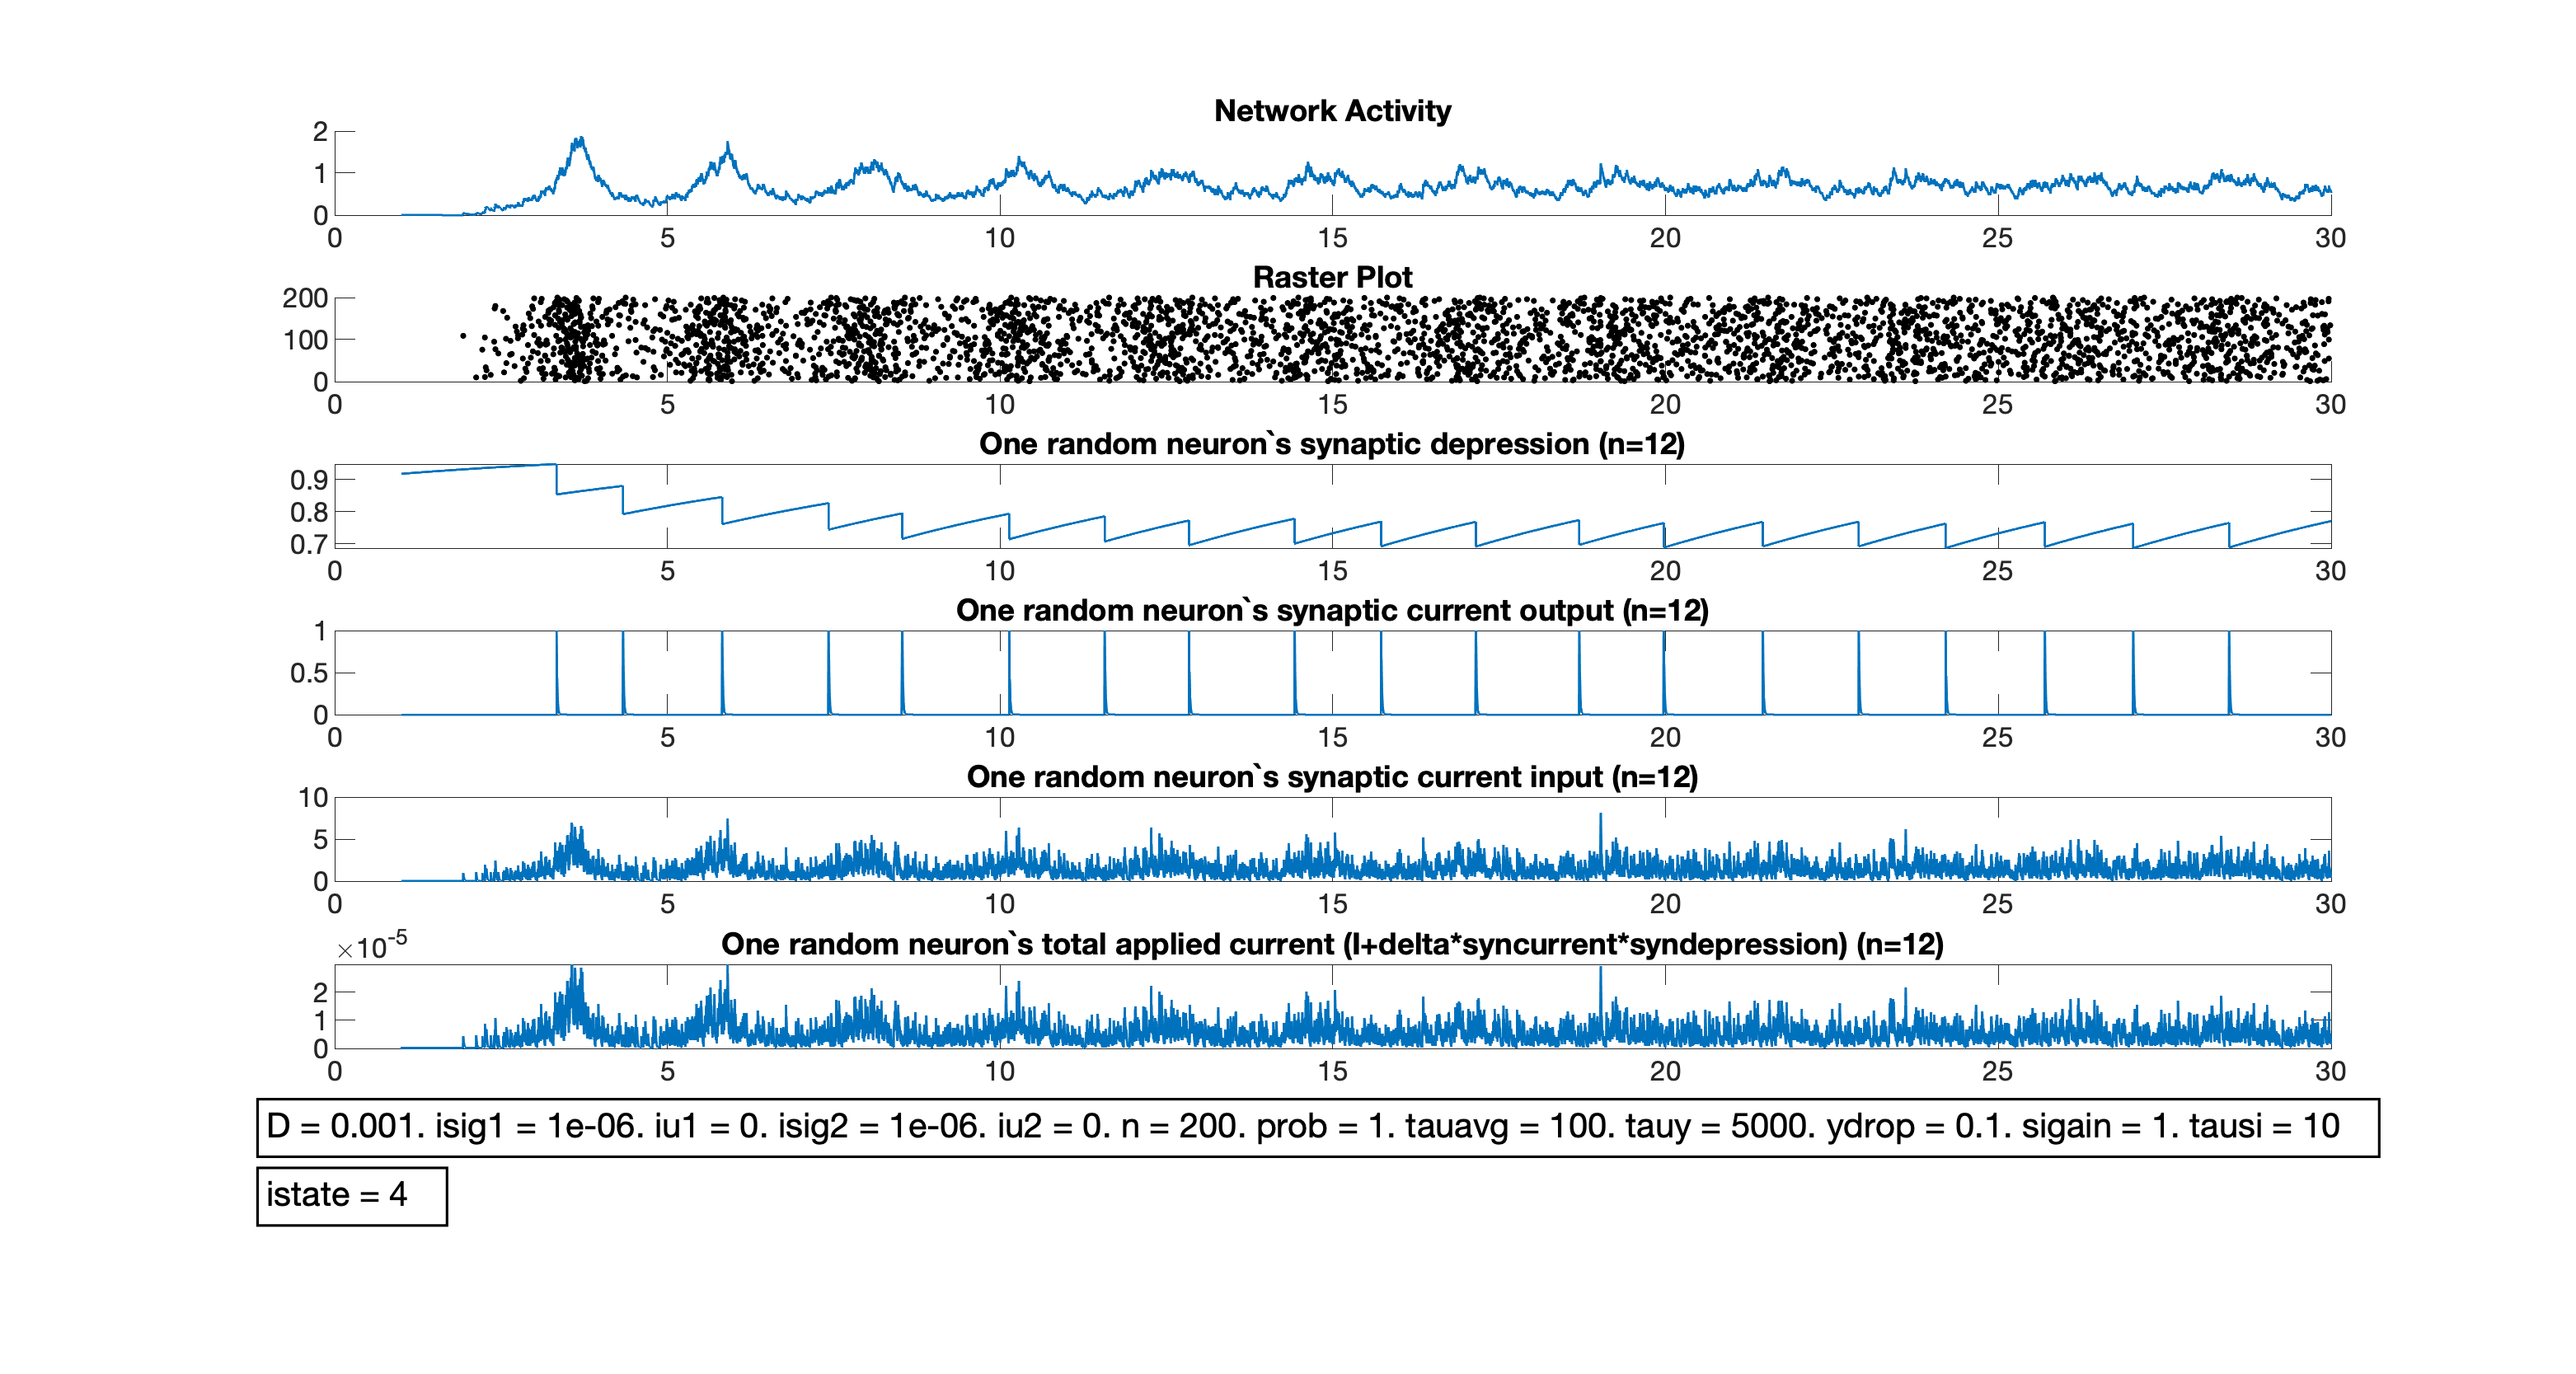 Network Activity
2
1
0
0 5 10 15 20 25 30
Raster Plot
200
100
0
0 5 10 15 20 25 30
One random neuron`s synaptic depression (n=12)
0.9
0.8
0.7
0 5 10 15 20 25 30
One random neuron`s synaptic current output (n=12)
1
0.5
0
0 5 10 15 20 25 30
One random neuron`s synaptic current input (n=12)
10
5
0
0 5 10 15 20 25 30
×10-5
One random neuron`s total applied current (I+delta*syncurrent*syndepression) (n=12)
2
1
0
0 5 10 15 20 25 30
D = 0.001. isig1 = 1e-06. iu1 = 0. isig2 = 1e-06. iu2 = 0. n = 200. prob = 1. tauavg = 100. tauy = 5000. ydrop = 0.1. sigain = 1. tausi = 10
istate = 4